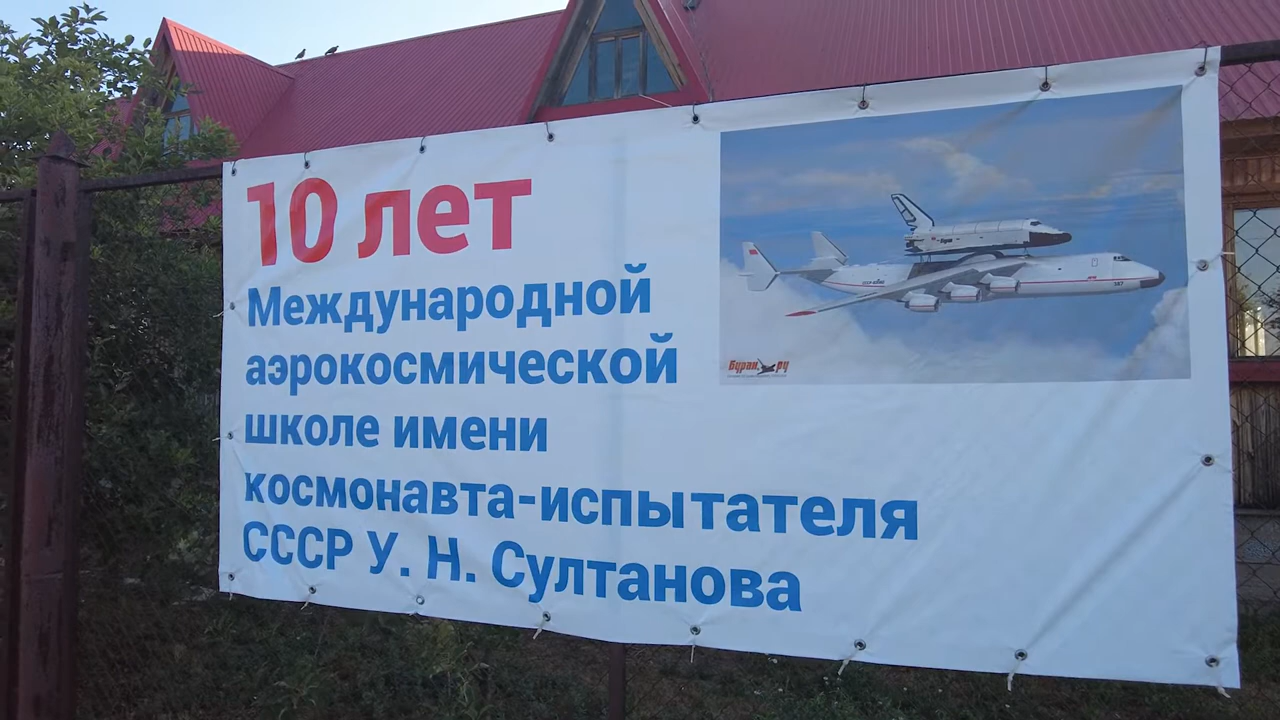 10 лет
Международной
аэрокосмической
школе имени
космонавта-испытателя
СССР У. Н. Султанова
Буран.ру